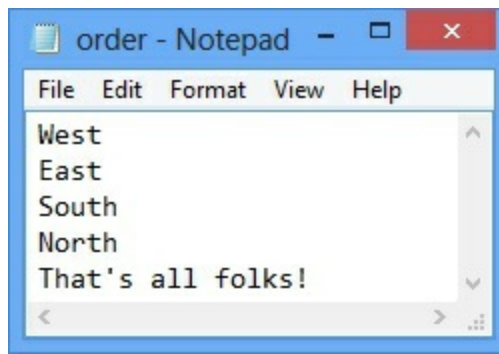 order - Notepad
File Edit Format View Help
West
East
South
North
That's all folks!